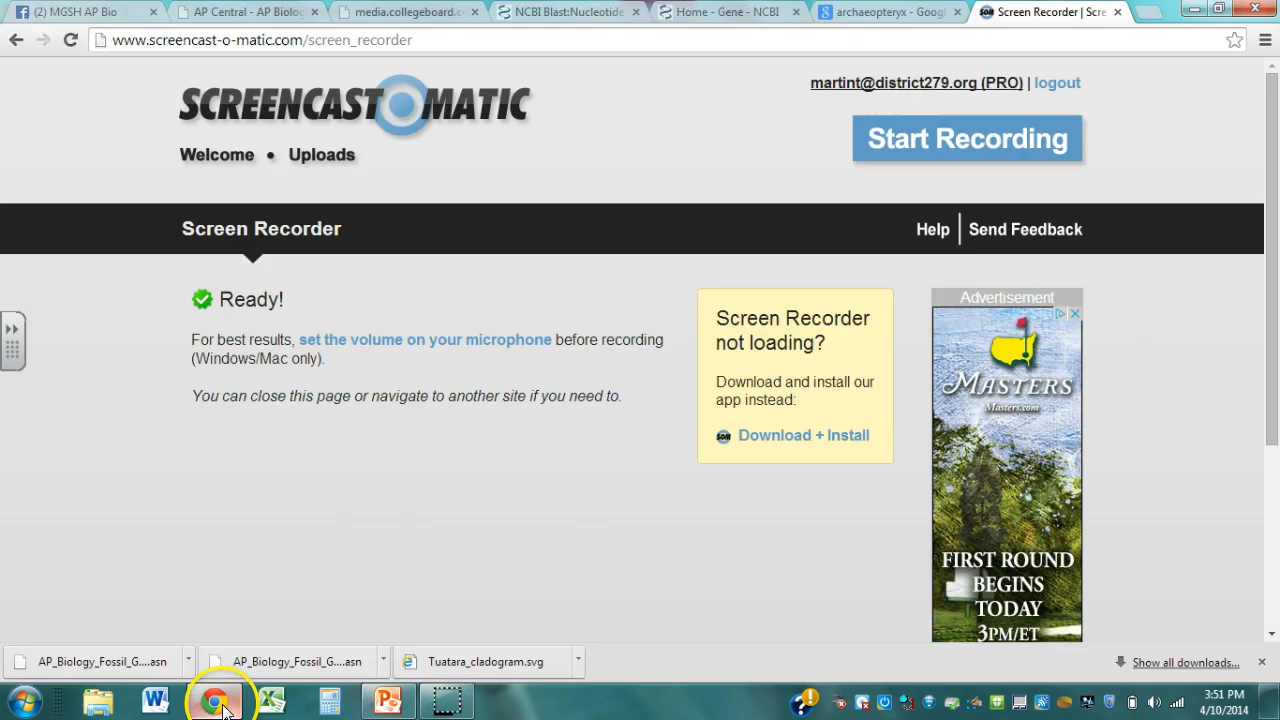 (2) MGSH AP Bio
AP Central - AP Biolog
media.collegeboard.co
NCBI Blast:Nucleotide
Home - Gene - NCBI
archaeopteryx - Googl
Screen Recorder | Scre
www.screencast-o-matic.com/screen_recorder
SCREENCAST O MATIC
martint@district279.org (PRO) | logout
Start Recording
Welcome • Uploads
Screen Recorder
Help
Send Feedback
Ready!
For best results, set the volume on your microphone before recording
(Windows/Mac only).
You can close this page or navigate to another site if you need to.
Screen Recorder
not loading?
Download and install our
app instead:
SOM
Download + Install
Advertisement
MASTERS
Masters.com
FIRST ROUND
BEGINS
TODAY
3PM/ET
AP_Biology_Fossil_G....asn
AP_Biology_Fossil_G....asn
Tuatara_cladogram.svg
Show all downloads...
3:51 PM
4/10/2014